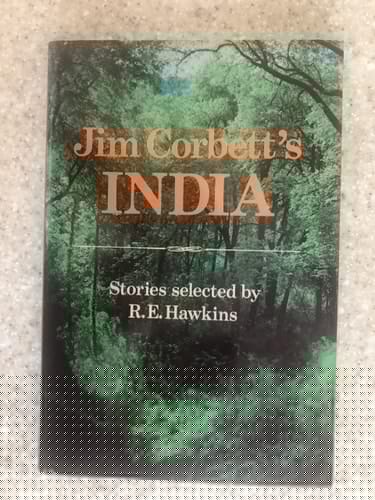 Jim Corbett's
INDIA
Stories selected by
R.E. Hawkins